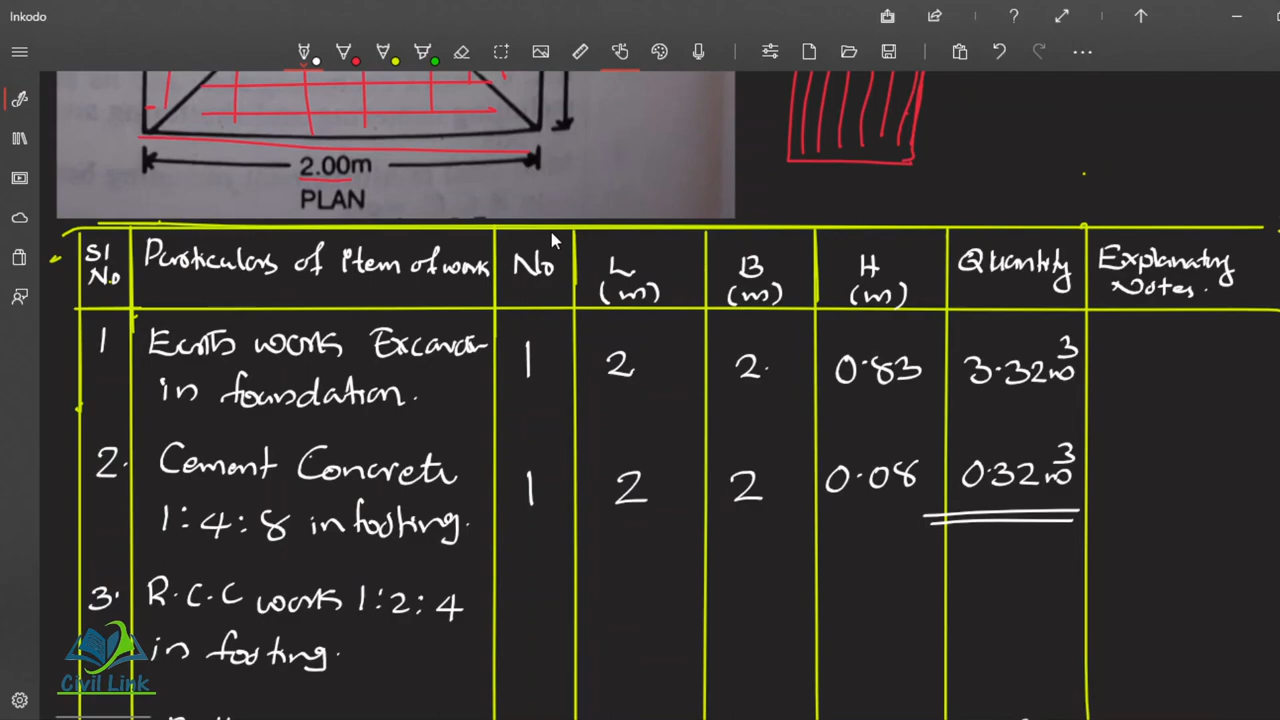 Inkodo
2.00m
PLAN
Sl No
Particulars of item of work
No
L (m)
B (m)
H (m)
Quantity
Explanatory Notes.
1
Earth work Excavation
1
2
2.
0.83
3.32m3
in foundation.
2.
Cement Concrete
1
2
2
0.08
0.32m3
1:4:8 in footing.
3.
R.C.C work 1:2:4
in footing.
Civil Link